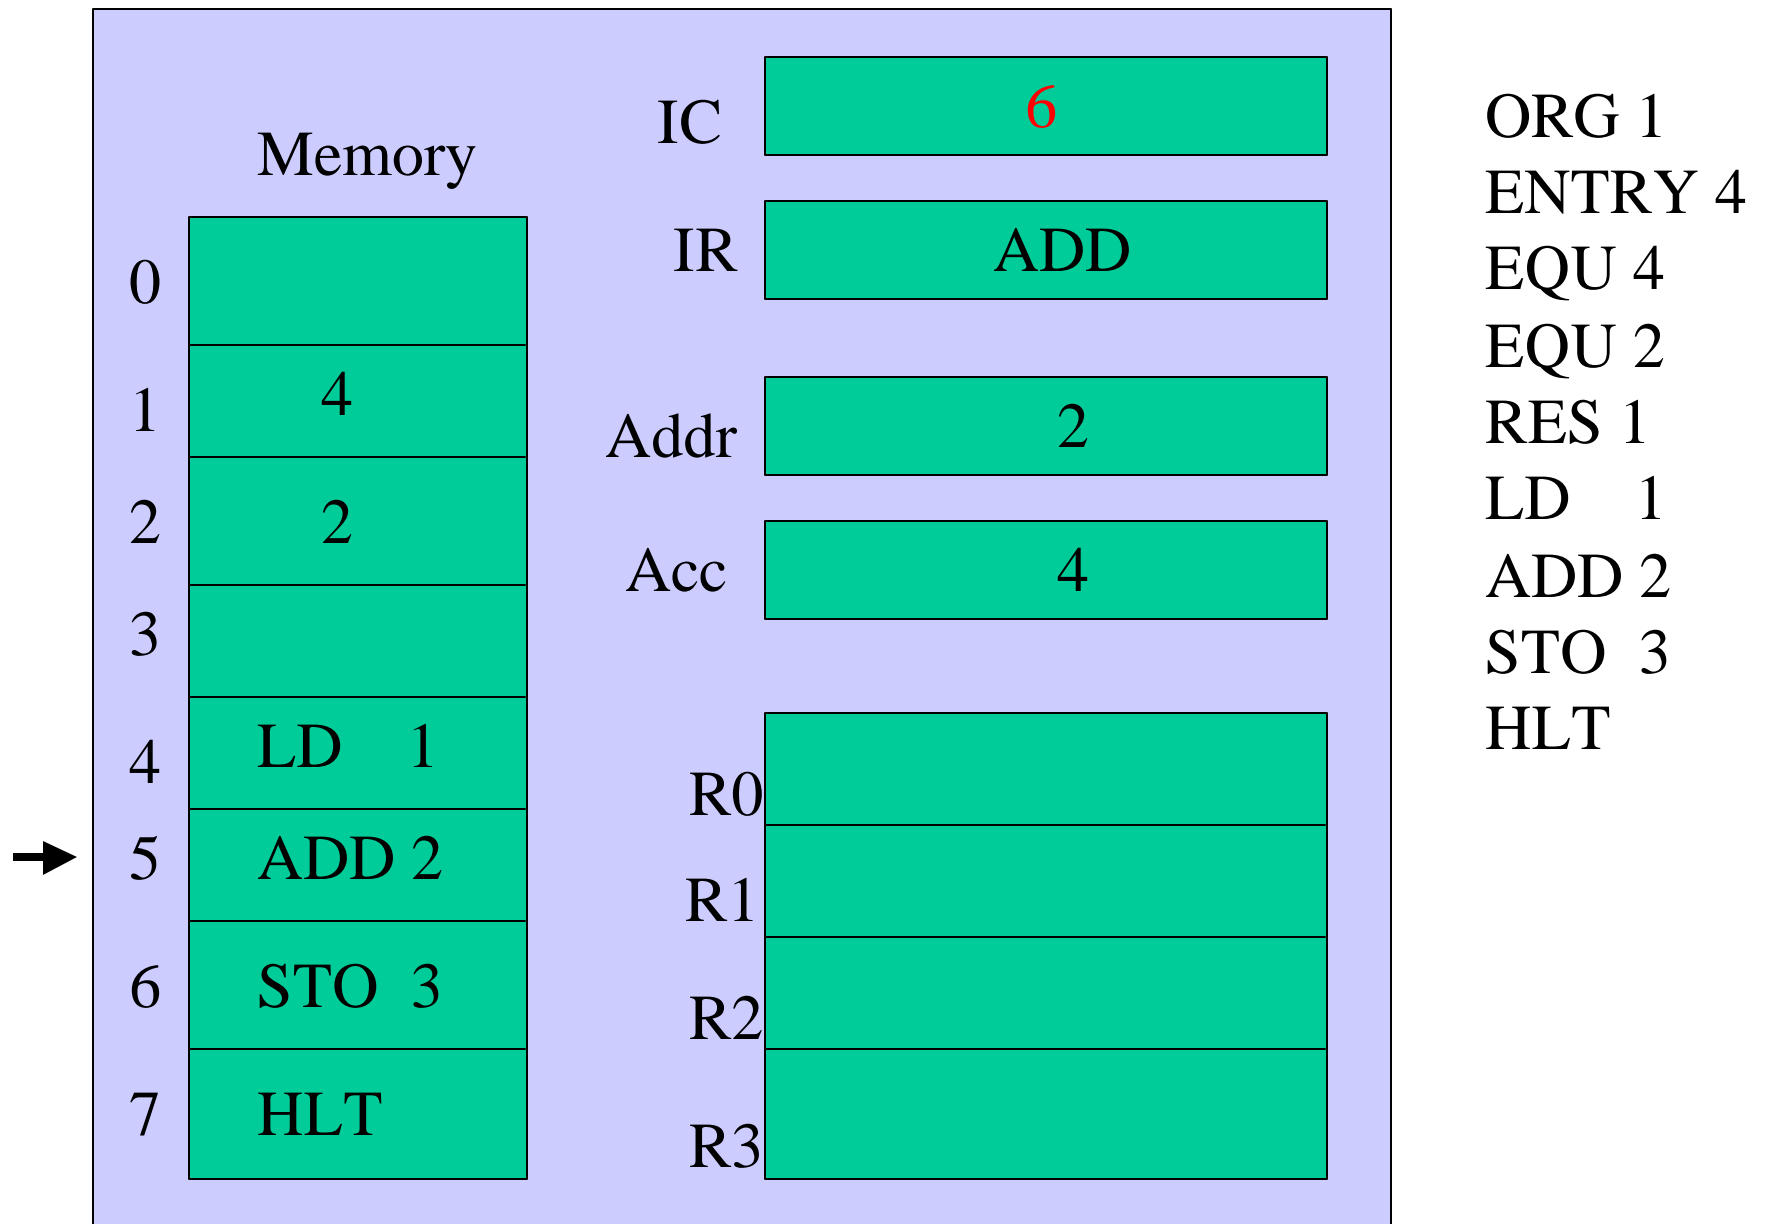 Memory
0
1 4
2 2
3
4 LD 1
5 ADD 2
6 STO 3
7 HLT
IC 6
IR ADD
Addr 2
Acc 4
R0
R1
R2
R3
ORG 1
ENTRY 4
EQU 4
EQU 2
RES 1
LD 1
ADD 2
STO 3
HLT